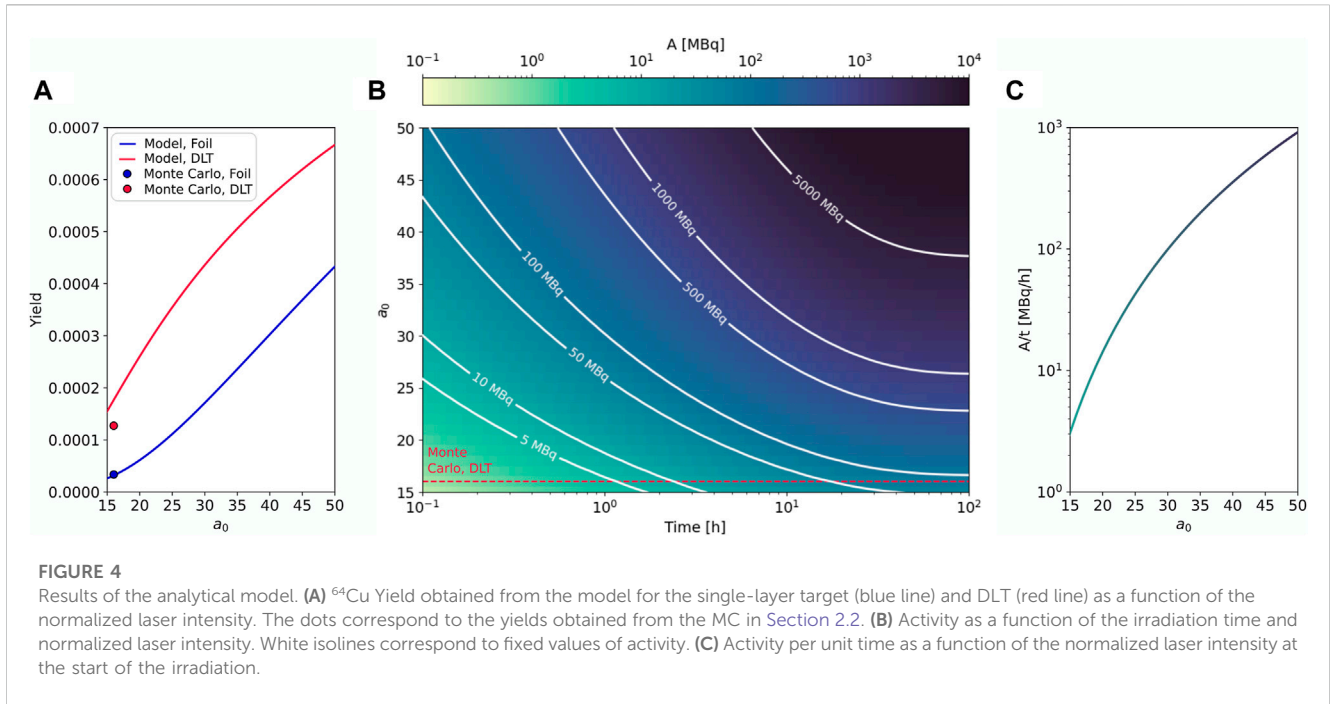 A
0.0007
0.0006
0.0005
0.0004
0.0003
0.0002
0.0001
0.0000
Yield
Model, Foil
Model, DLT
Monte Carlo, Foil
Monte Carlo, DLT
15 20 25 30 35 40 45 50
a₀
B
A [MBq]
10⁻¹ 10⁰ 10¹ 10² 10³ 10⁴
50
45
40
35
30
25
20
15
a₀
5000 MBq
1000 MBq
500 MBq
100 MBq
50 MBq
10 MBq
5 MBq
Monte
Carlo, DLT
10⁻¹ 10⁰ 10¹ 10²
Time [h]
C
10³
10²
10¹
10⁰
A/t [MBq/h]
15 20 25 30 35 40 45 50
a₀
FIGURE 4
Results of the analytical model. (A) ⁶⁴Cu Yield obtained from the model for the single-layer target (blue line) and DLT (red line) as a function of the
normalized laser intensity. The dots correspond to the yields obtained from the MC in Section 2.2. (B) Activity as a function of the irradiation time and
normalized laser intensity. White isolines correspond to fixed values of activity. (C) Activity per unit time as a function of the normalized laser intensity at
the start of the irradiation.